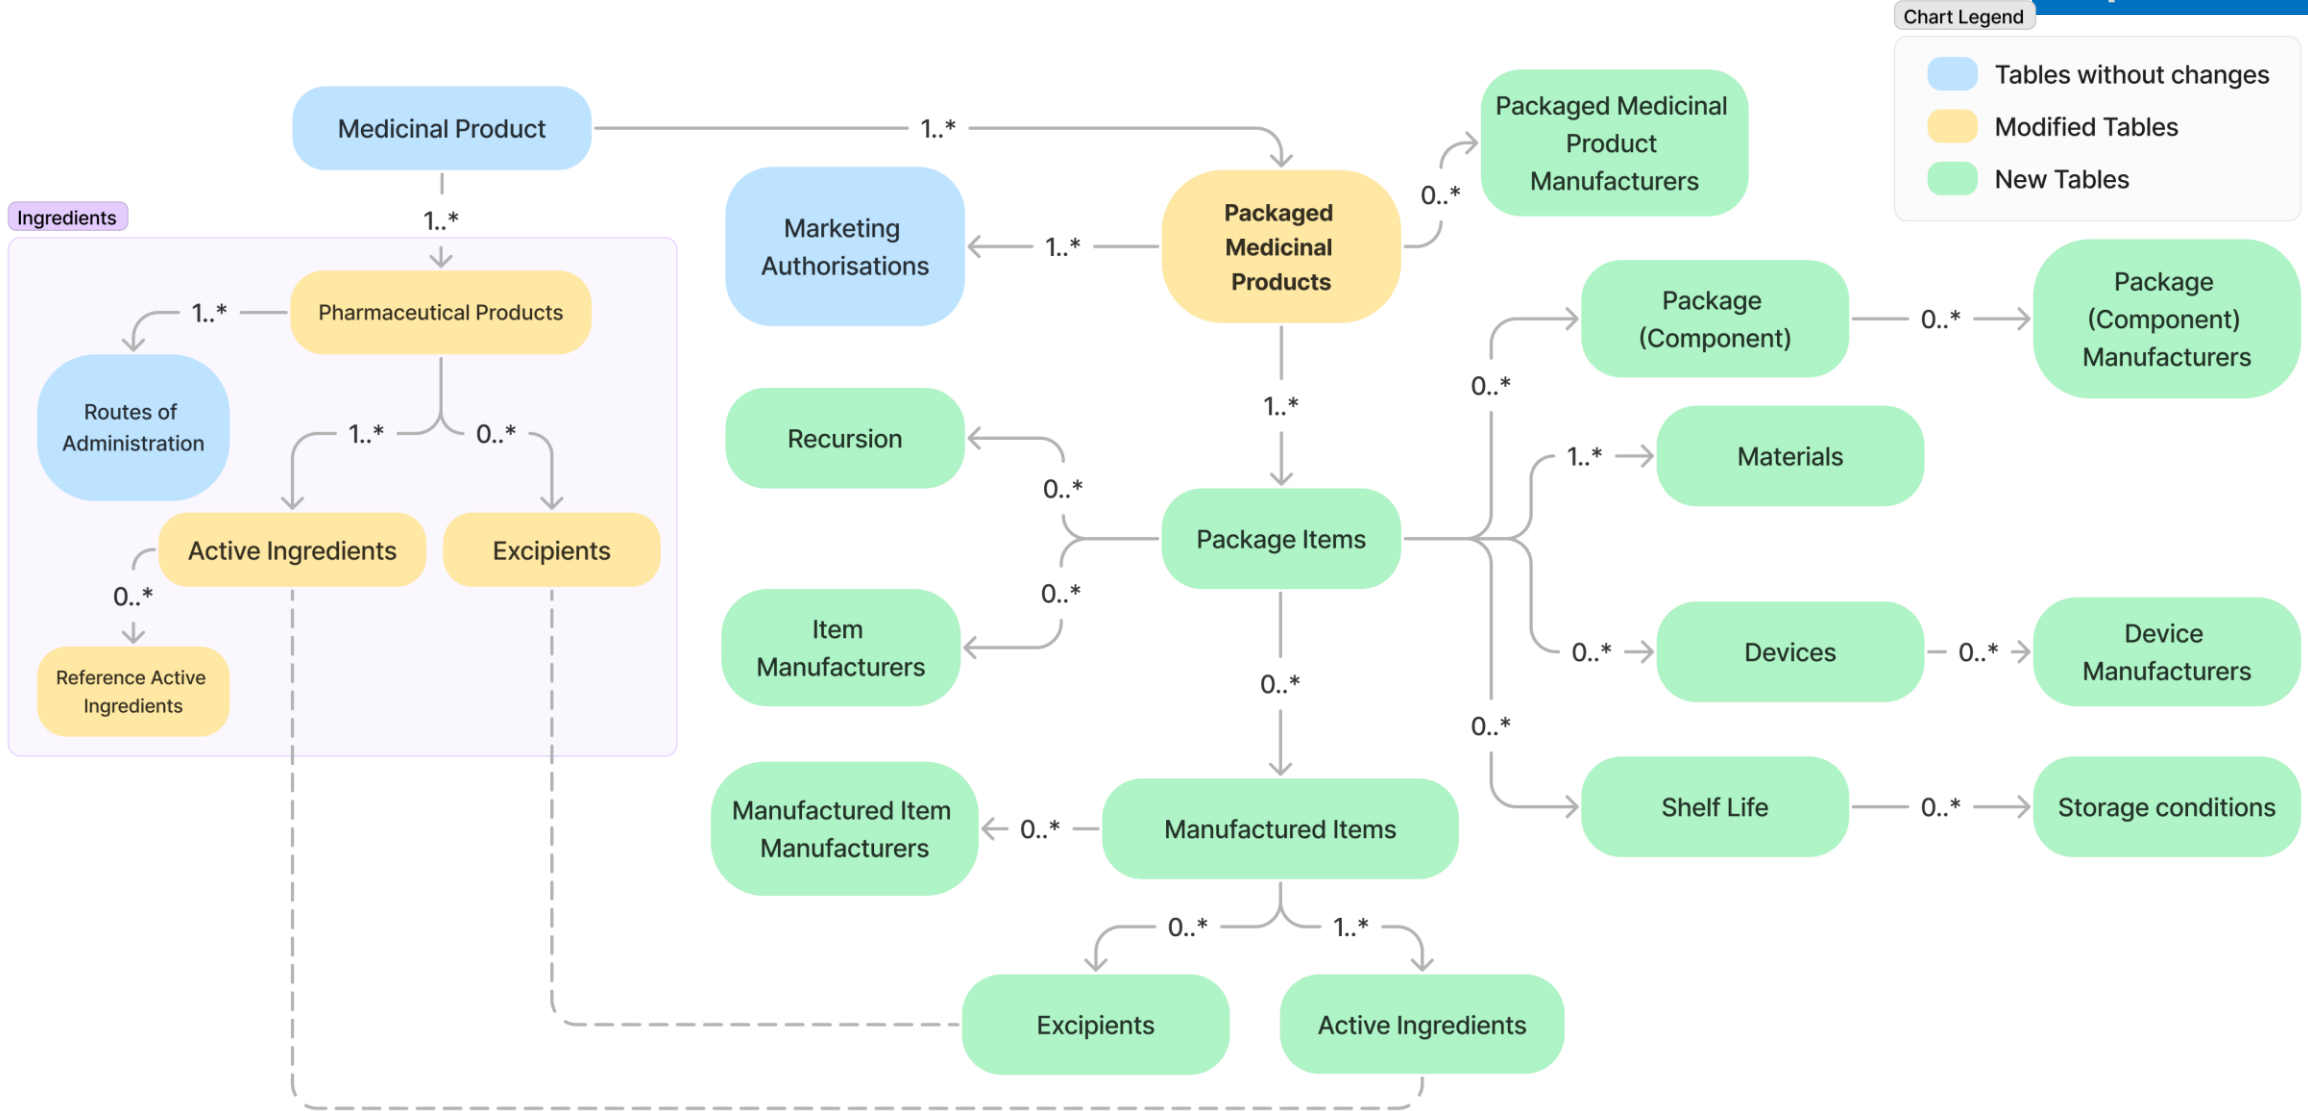 Chart Legend
Tables without changes
Modified Tables
New Tables
Medicinal Product
1..*
1..*
Packaged Medicinal
Product
Manufacturers
0..*
Packaged
Medicinal
Products
1..*
Marketing
Authorisations
Ingredients
Pharmaceutical Products
1..*
Routes of
Administration
1..*
0..*
Active Ingredients
Excipients
0..*
Reference Active
Ingredients
1..*
Recursion
0..*
Package Items
0..*
Item
Manufacturers
0..*
Package
(Component)
0..*
Package
(Component)
Manufacturers
1..*
Materials
0..*
Devices
0..*
Device
Manufacturers
0..*
Shelf Life
0..*
Storage conditions
0..*
Manufactured Items
0..*
Manufactured Item
Manufacturers
0..*
1..*
Excipients
Active Ingredients